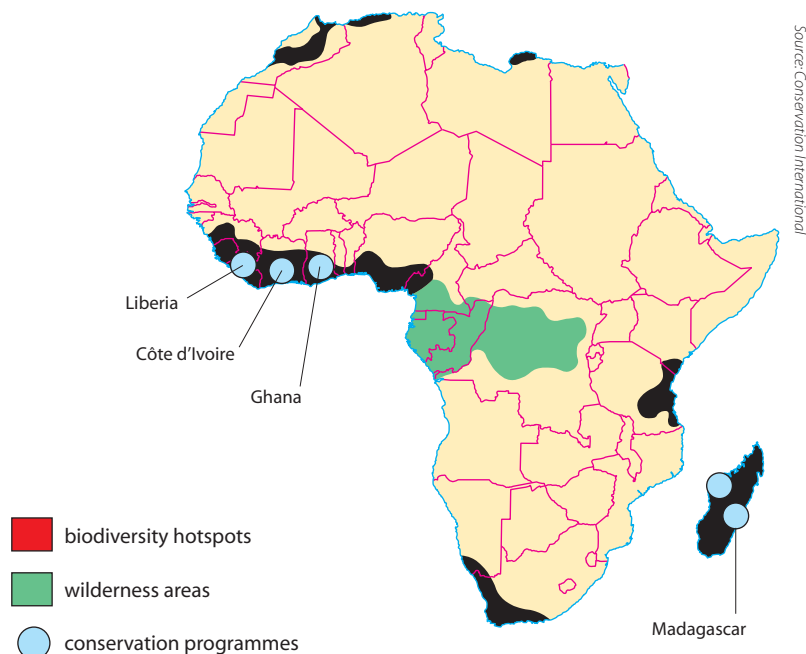 Source: Conservation International
Liberia
Côte d'Ivoire
Ghana
biodiversity hotspots
wilderness areas
conservation programmes
Madagascar